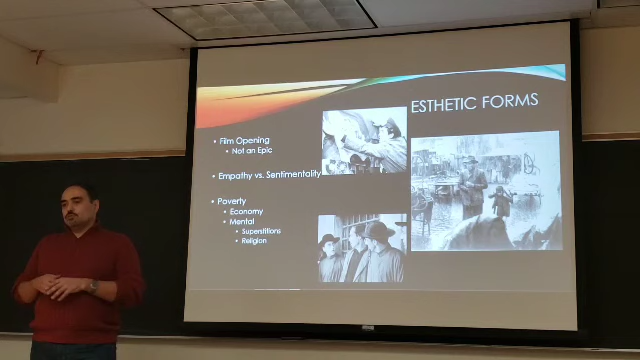 ESTHETIC FORMS
• Film Opening
• Not an Epic
• Empathy vs. Sentimentality
• Poverty
• Economy
• Mental
• Superstitions
• Religion